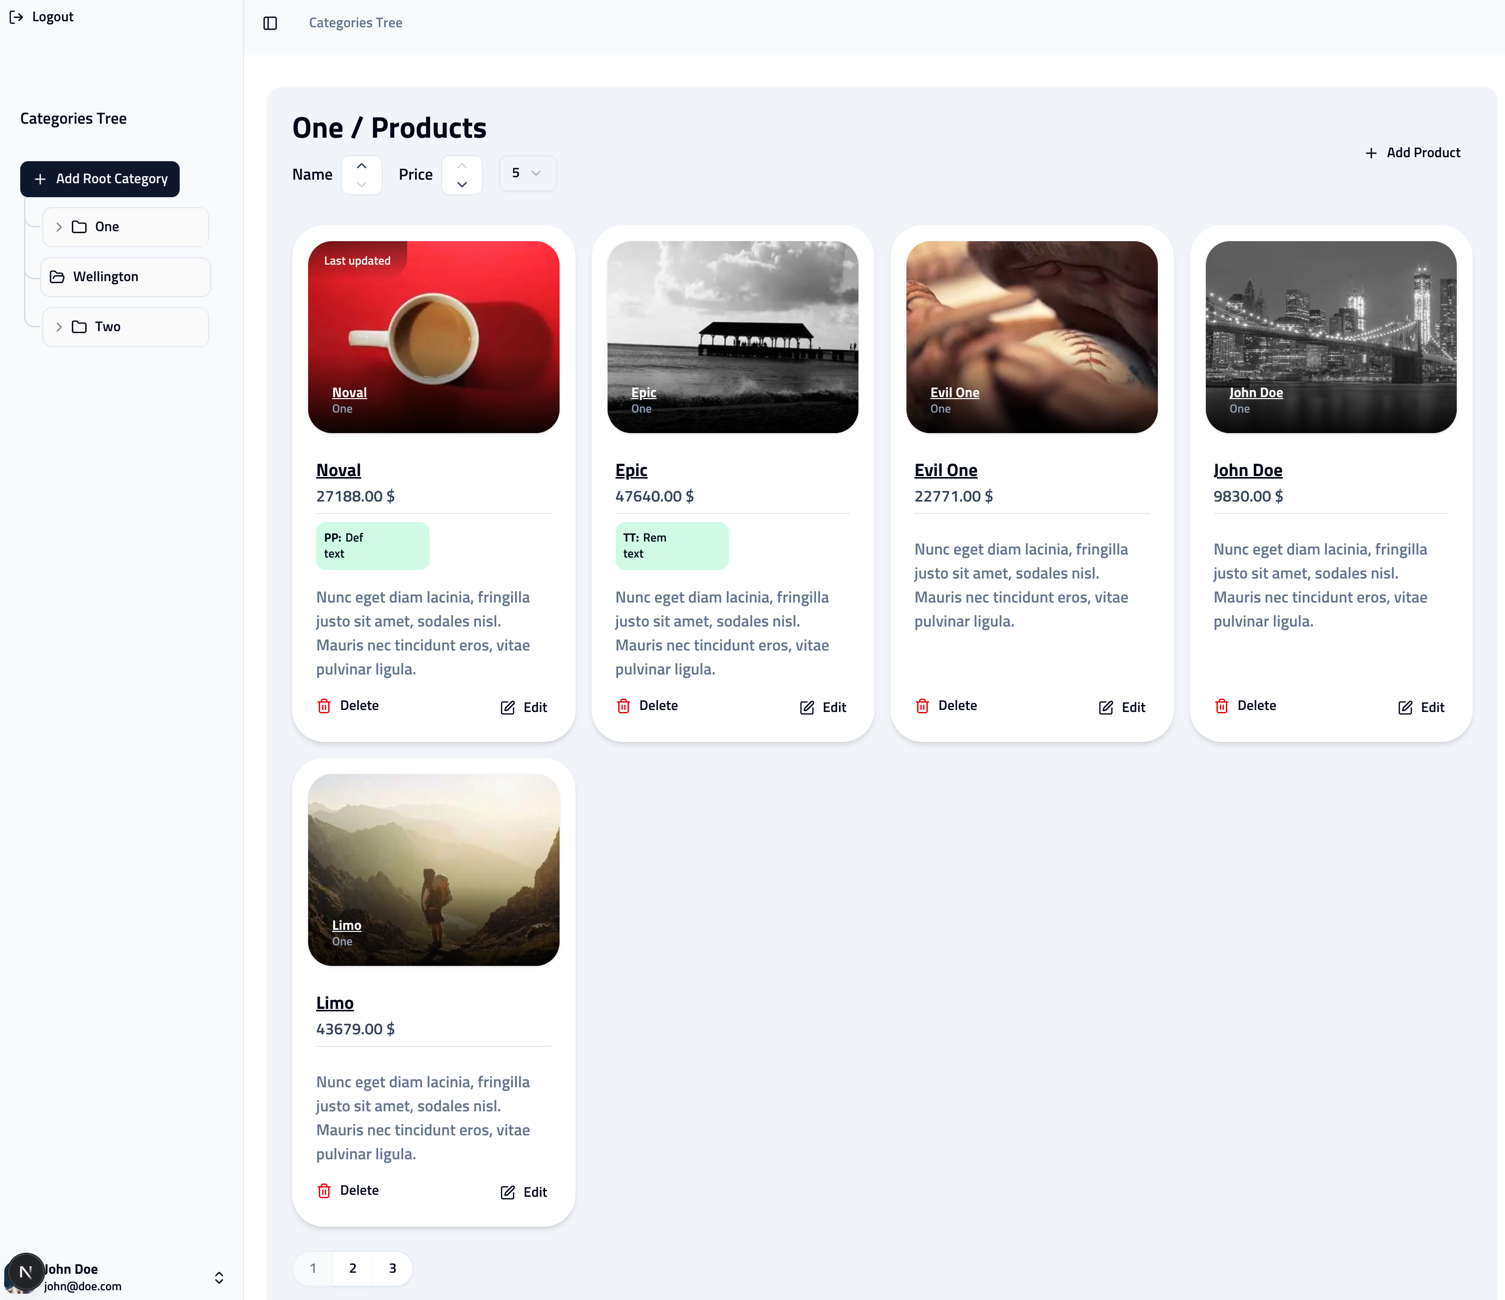 Logout
Categories Tree
Categories Tree
Add Root Category
One
Wellington
Two
One / Products
Name
Price
5
Add Product
Last updated
Noval
One
Noval
27188.00 $
PP: Def
text
Nunc eget diam lacinia, fringilla
justo sit amet, sodales nisl.
Mauris nec tincidunt eros, vitae
pulvinar ligula.
Delete
Edit
Epic
One
Epic
47640.00 $
TT: Rem
text
Nunc eget diam lacinia, fringilla
justo sit amet, sodales nisl.
Mauris nec tincidunt eros, vitae
pulvinar ligula.
Delete
Edit
Evil One
One
Evil One
22771.00 $
Nunc eget diam lacinia, fringilla
justo sit amet, sodales nisl.
Mauris nec tincidunt eros, vitae
pulvinar ligula.
Delete
Edit
John Doe
One
John Doe
9830.00 $
Nunc eget diam lacinia, fringilla
justo sit amet, sodales nisl.
Mauris nec tincidunt eros, vitae
pulvinar ligula.
Delete
Edit
Limo
One
Limo
43679.00 $
Nunc eget diam lacinia, fringilla
justo sit amet, sodales nisl.
Mauris nec tincidunt eros, vitae
pulvinar ligula.
Delete
Edit
1
2
3
N
John Doe
john@doe.com